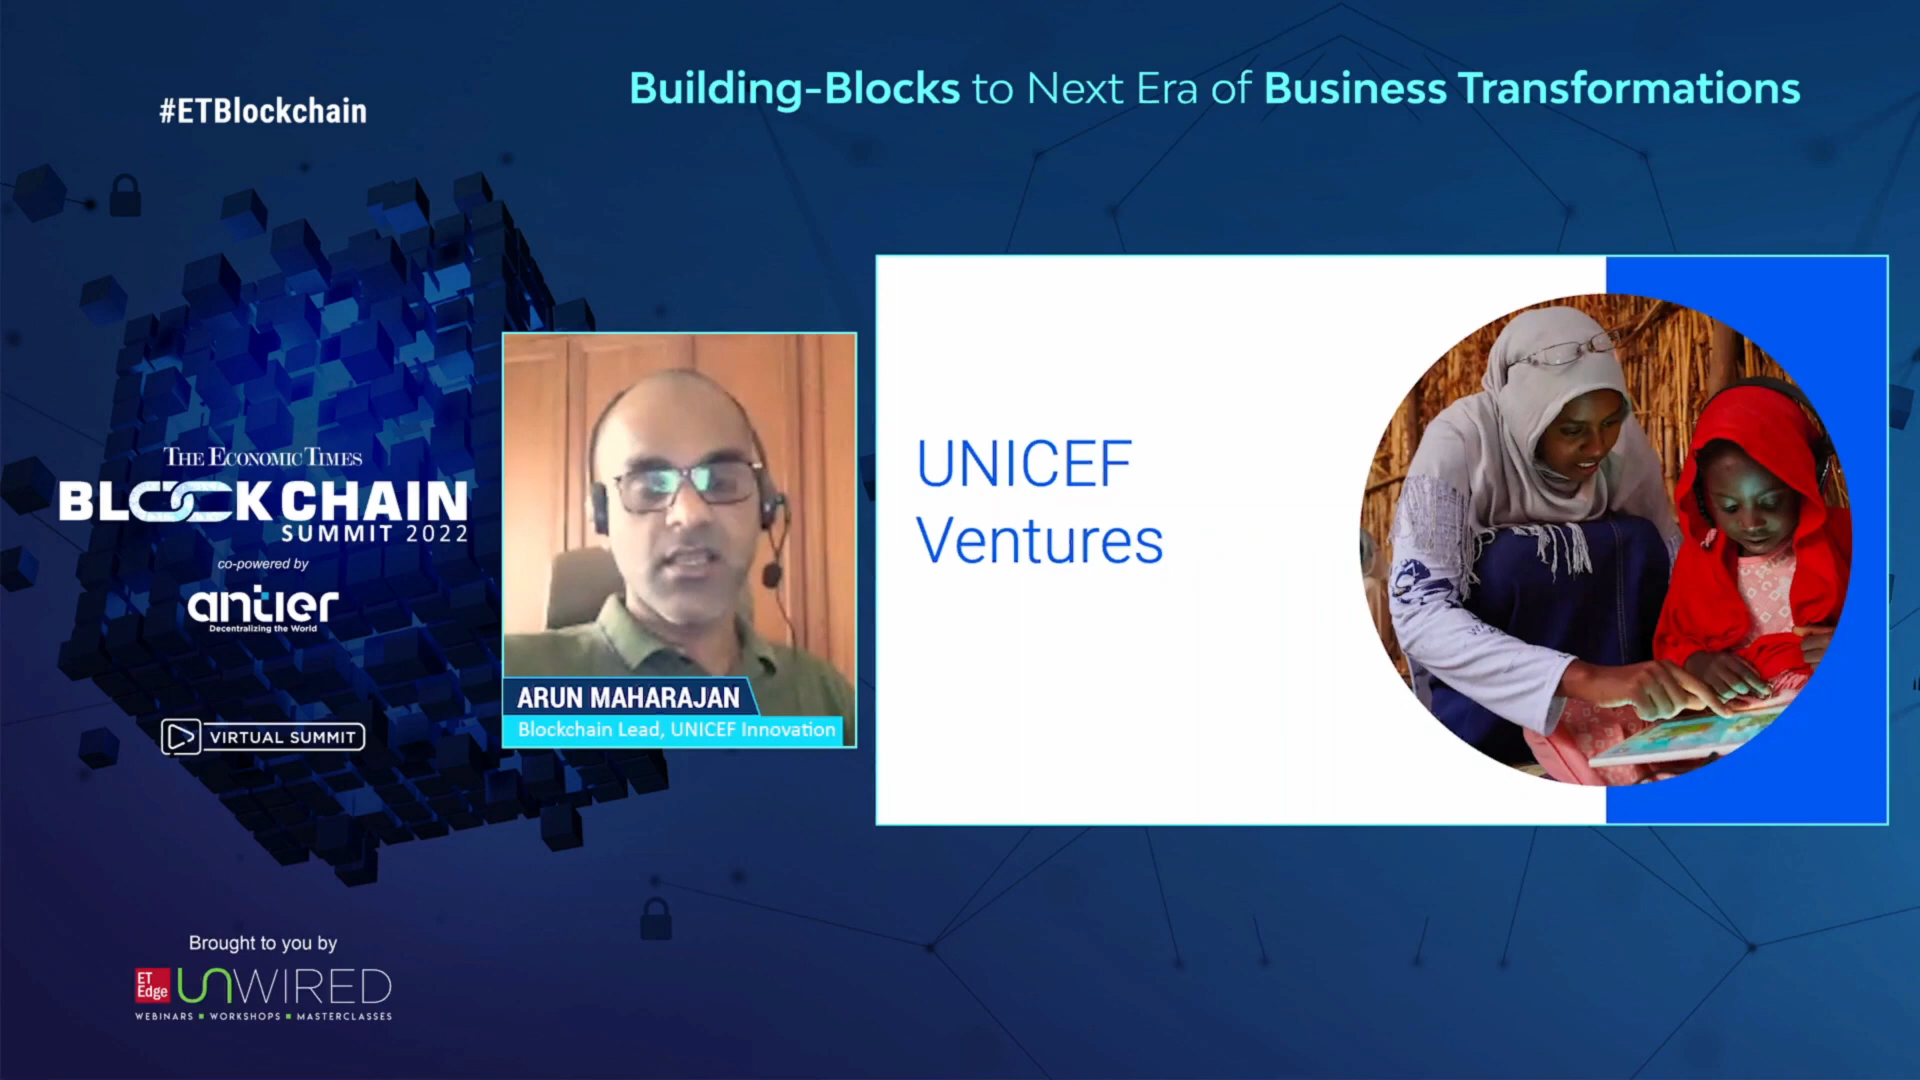 #ETBlockchain
Building-Blocks to Next Era of Business Transformations
THE ECONOMIC TIMES
BLOCKCHAIN
SUMMIT 2022
co-powered by
antier
Decentralizing the World
VIRTUAL SUMMIT
Brought to you by
ET
Edge
UNWIRED
WEBINARS ▪ WORKSHOPS ▪ MASTERCLASSES
ARUN MAHARAJAN
Blockchain Lead, UNICEF Innovation
UNICEF
Ventures